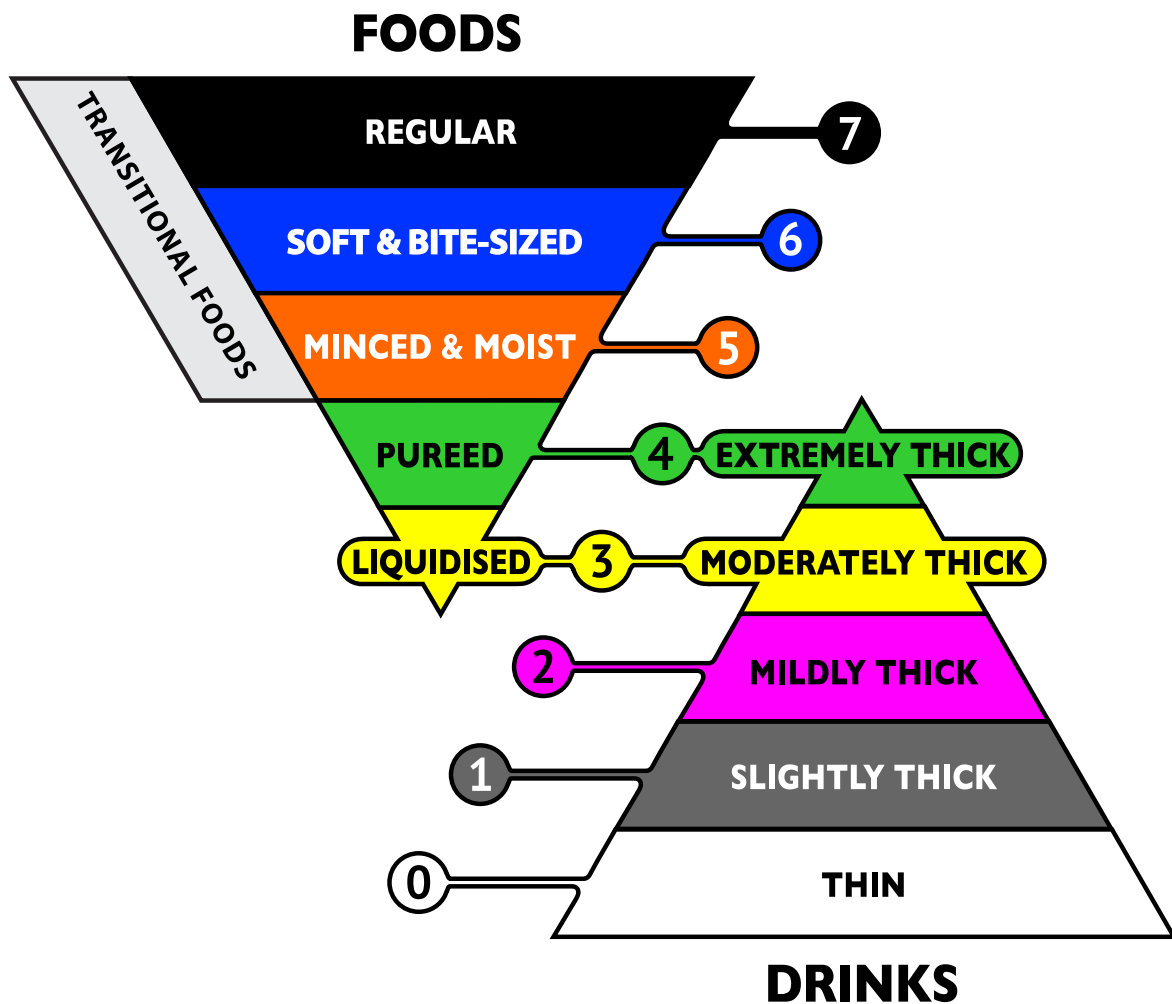 FOODS
TRANSITIONAL FOODS
REGULAR
7
SOFT & BITE-SIZED
6
MINCED & MOIST
5
PUREED
4
EXTREMELY THICK
LIQUIDISED
3
MODERATELY THICK
2
MILDLY THICK
1
SLIGHTLY THICK
0
THIN
DRINKS